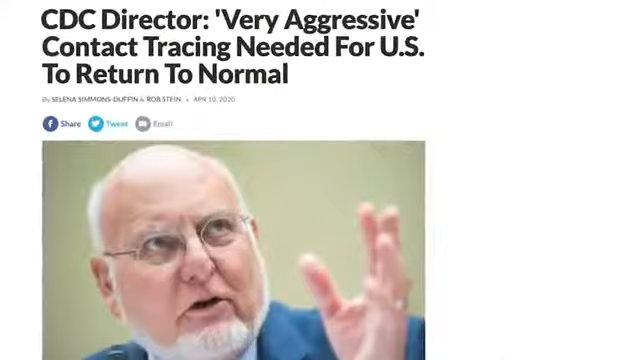 CDC Director: 'Very Aggressive'
Contact Tracing Needed For U.S.
To Return To Normal
By SELENA SIMMONS-DUFFIN & ROB STEIN • APR 10, 2020
Share Tweet Email